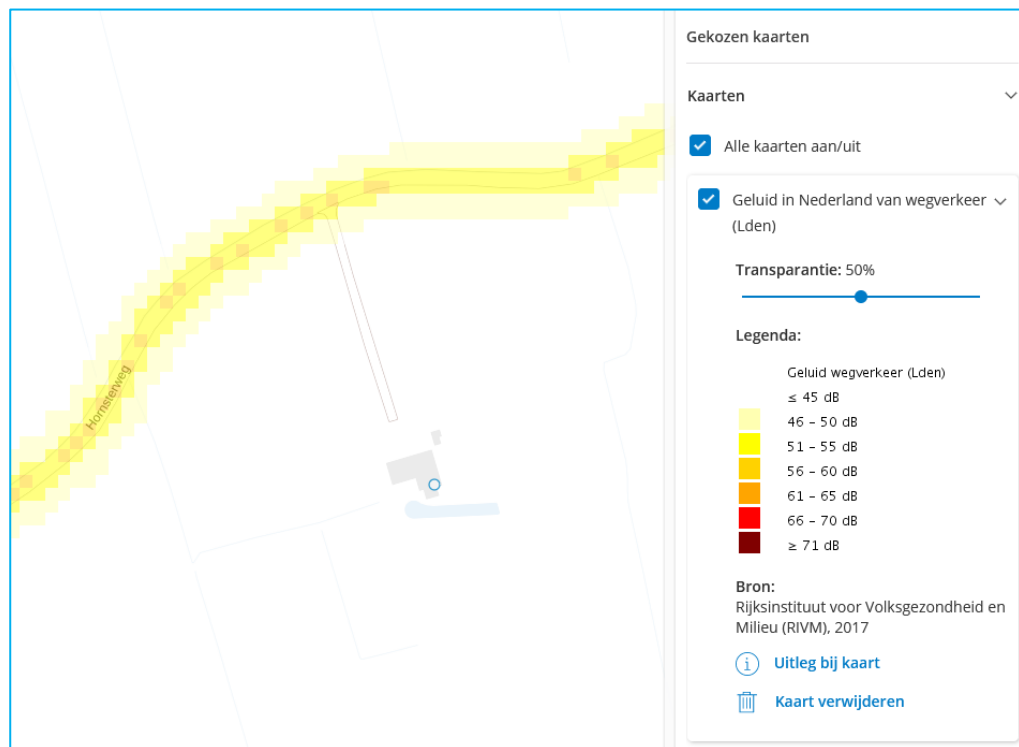 Hornsterweg
Gekozen kaarten
Kaarten
Alle kaarten aan/uit
Geluid in Nederland van wegverkeer
(Lden)
Transparantie: 50%
Legenda:
Geluid wegverkeer (Lden)
≤ 45 dB
46 – 50 dB
51 – 55 dB
56 – 60 dB
61 – 65 dB
66 – 70 dB
≥ 71 dB
Bron:
Rijksinstituut voor Volksgezondheid en
Milieu (RIVM), 2017
Uitleg bij kaart
Kaart verwijderen